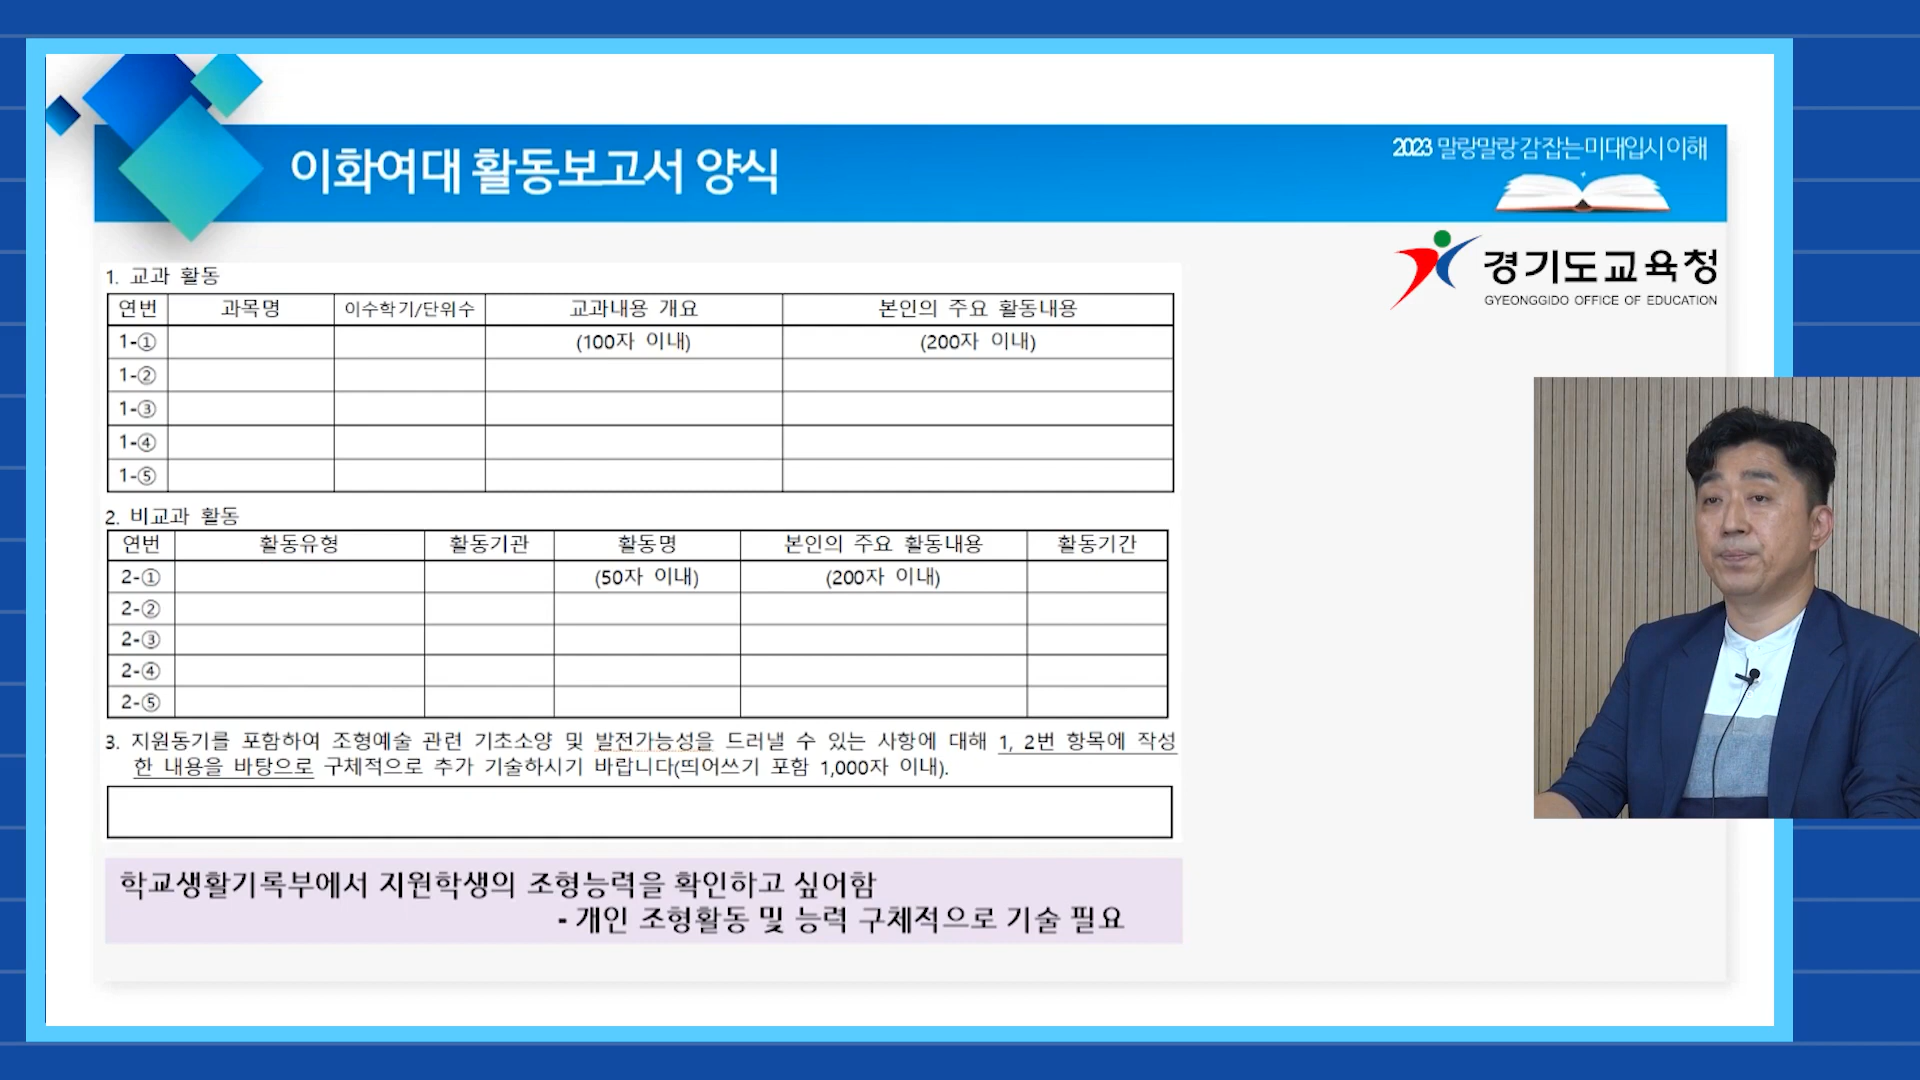 이화여대 활동보고서 양식
2023 말랑말랑 감 잡는 미대입시 이해
경기도교육청
GYEONGGIDO OFFICE OF EDUCATION
1. 교과 활동
연번 과목명 이수학기/단위수 교과내용 개요 본인의 주요 활동내용
1-① (100자 이내) (200자 이내)
1-②
1-③
1-④
1-⑤
2. 비교과 활동
연번 활동유형 활동기관 활동명 본인의 주요 활동내용 활동기간
2-① (50자 이내) (200자 이내)
2-②
2-③
2-④
2-⑤
3. 지원동기를 포함하여 조형예술 관련 기초소양 및 발전가능성을 드러낼 수 있는 사항에 대해 1, 2번 항목에 작성
한 내용을 바탕으로 구체적으로 추가 기술하시기 바랍니다(띄어쓰기 포함 1,000자 이내).
학교생활기록부에서 지원학생의 조형능력을 확인하고 싶어함
- 개인 조형활동 및 능력 구체적으로 기술 필요